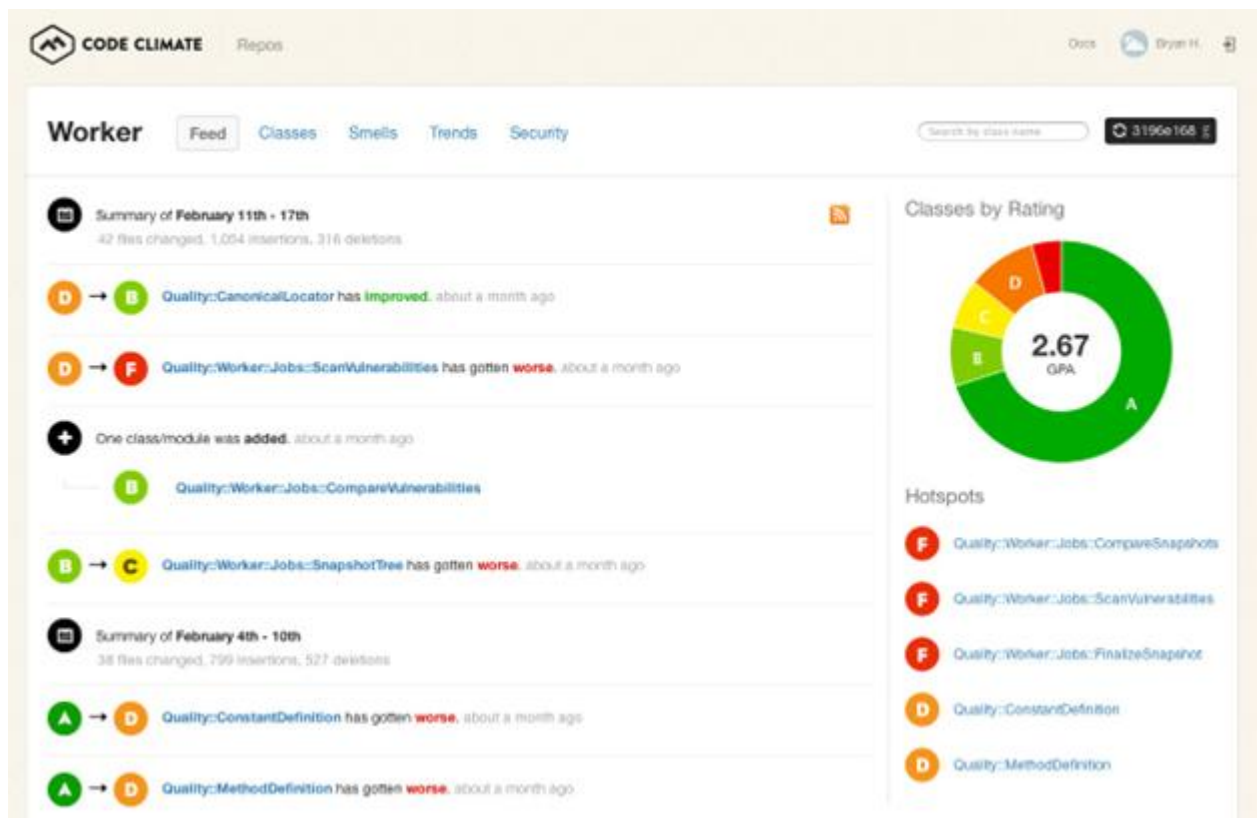 CODE CLIMATE Repos Docs Bryan H.
Worker Feed Classes Smells Trends Security Search by class name 3196e168
Summary of February 11th - 17th
42 files changed, 1,054 insertions, 316 deletions
D → B Quality::CanonicalLocator has improved. about a month ago
D → F Quality::Worker::Jobs::ScanVulnerabilities has gotten worse. about a month ago
One class/module was added. about a month ago
B Quality::Worker::Jobs::CompareVulnerabilities
B → C Quality::Worker::Jobs::SnapshotTree has gotten worse. about a month ago
Summary of February 4th - 10th
38 files changed, 799 insertions, 527 deletions
A → D Quality::ConstantDefinition has gotten worse. about a month ago
A → D Quality::MethodDefinition has gotten worse. about a month ago
Classes by Rating
D
C
B
A
2.67
GPA
Hotspots
F Quality::Worker::Jobs::CompareSnapshots
F Quality::Worker::Jobs::ScanVulnerabilities
F Quality::Worker::Jobs::FinalizeSnapshot
D Quality::ConstantDefinition
D Quality::MethodDefinition